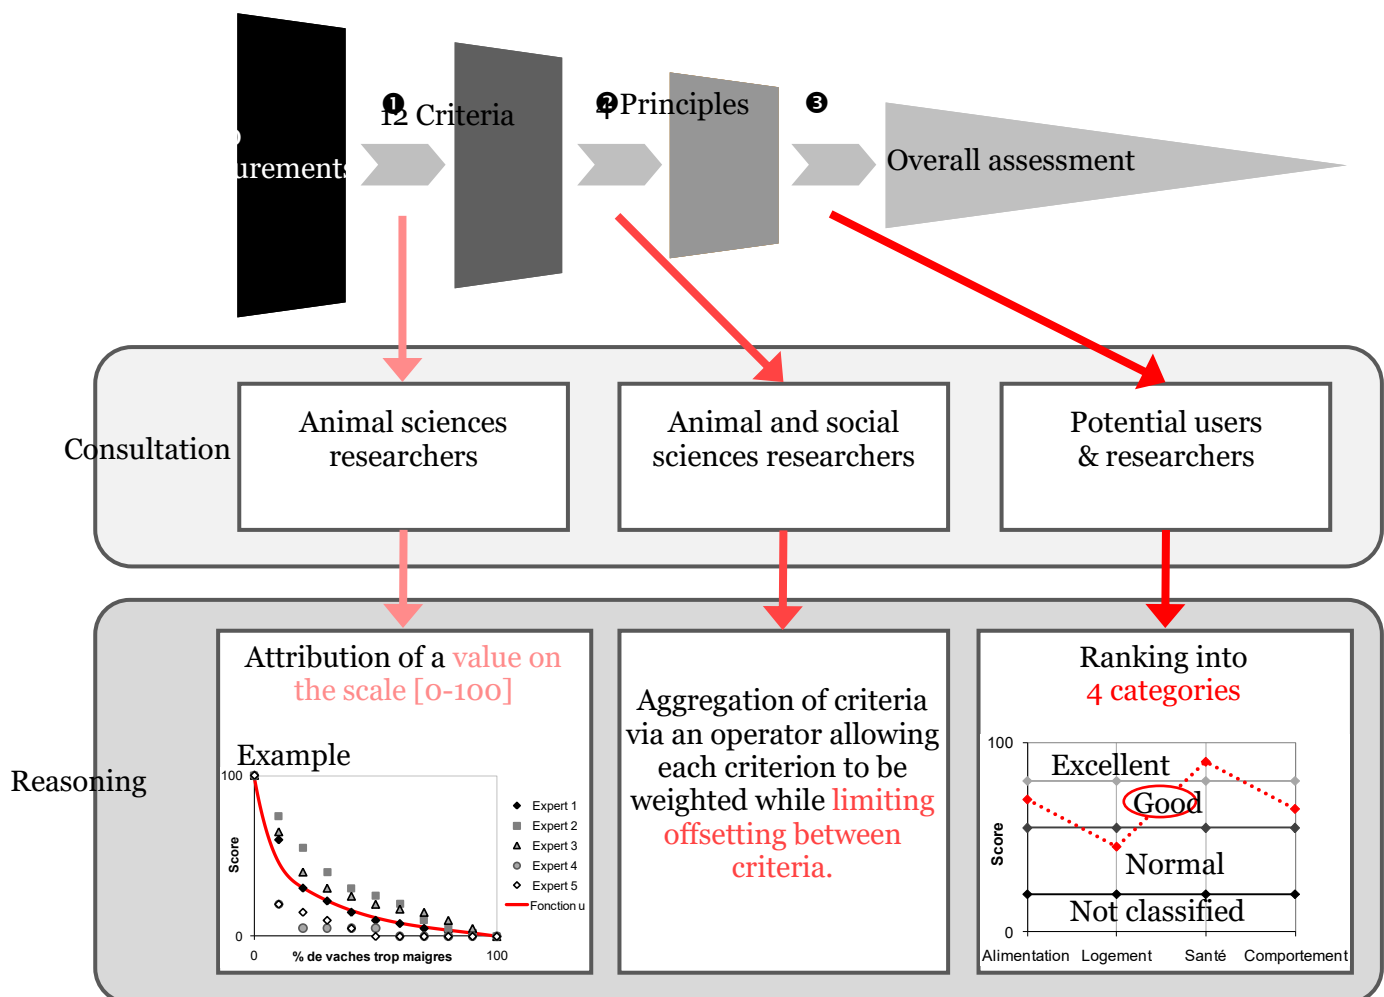 ❶
12 Criteria
❷
Principles
❸
urements
Overall assessment
Consultation
Animal sciences
researchers
Animal and social
sciences researchers
Potential users
& researchers
Reasoning
Attribution of a value on
the scale [0-100]
Example
100
Score
0
0
% de vaches trop maigres
100
Expert 1
Expert 2
Expert 3
Expert 4
Expert 5
Fonction u
Aggregation of criteria
via an operator allowing
each criterion to be
weighted while limiting
offsetting between
criteria.
Ranking into
4 categories
100
Score
0
Excellent
Good
Normal
Not classified
Alimentation
Logement
Santé
Comportement